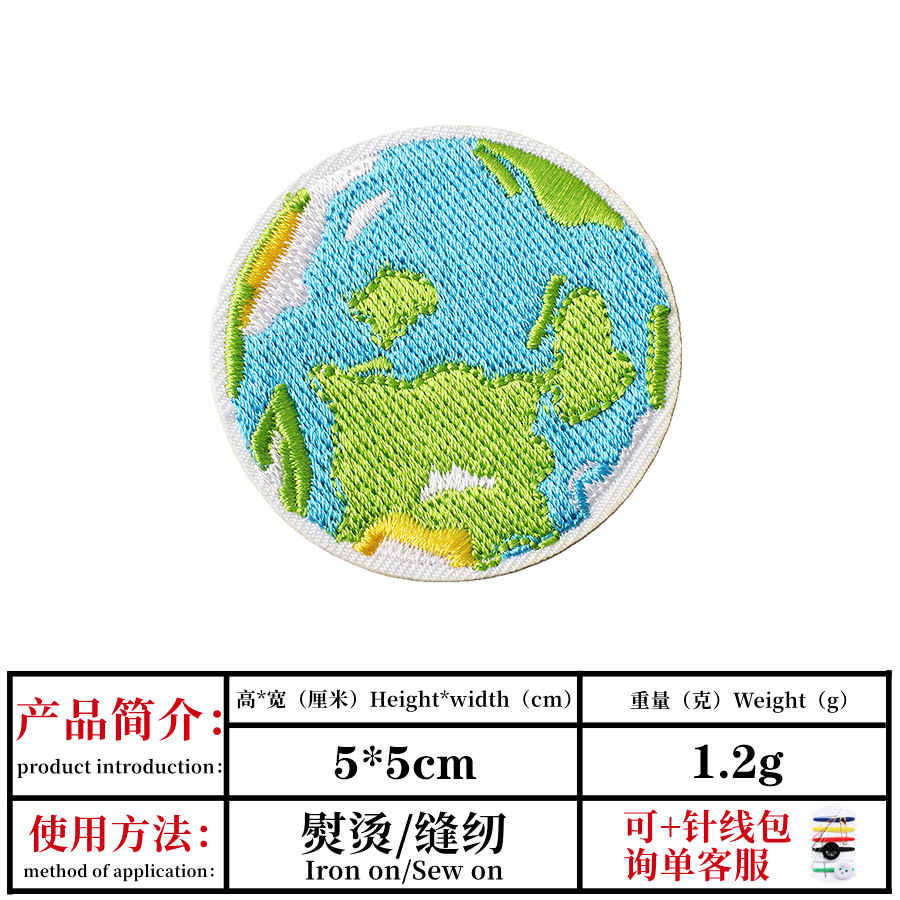 产品简介：
product introduction:
高*宽（厘米）Height*width（cm）
重量（克）Weight（g）
5*5cm
1.2g
使用方法：
method of application:
熨烫/缝纫
Iron on/Sew on
可+针线包
询单客服